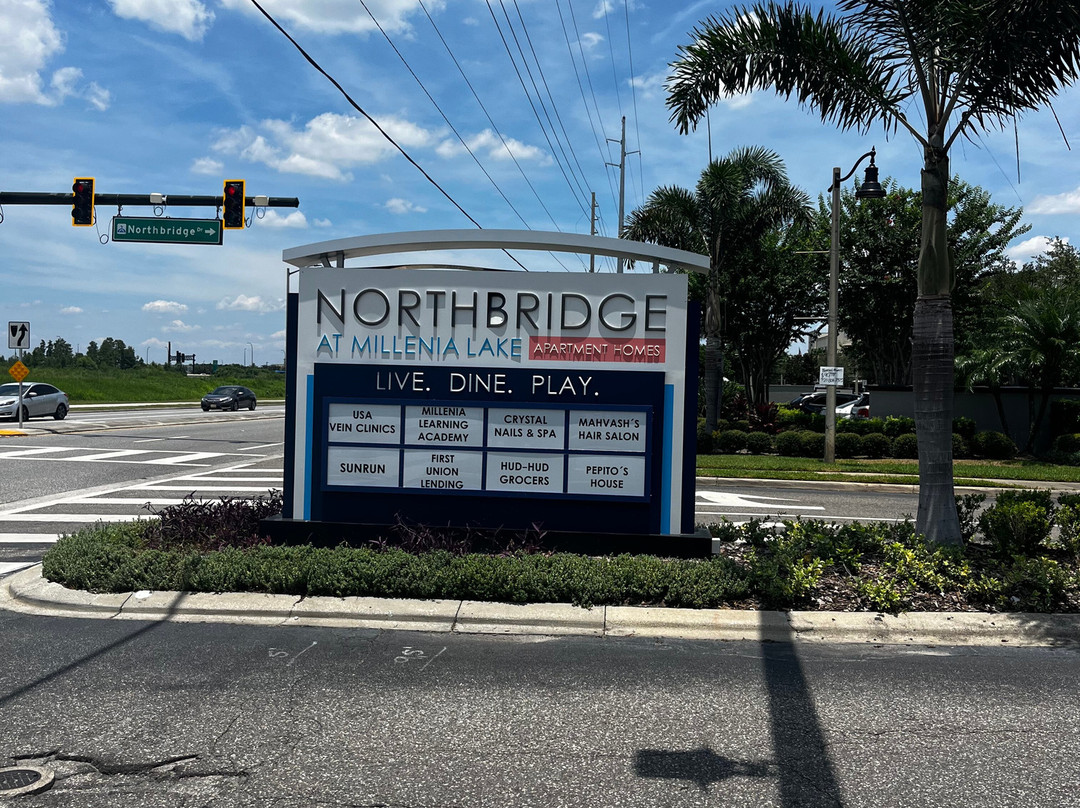 Northbridge Dr
NORTHBRIDGE
AT MILLENIA LAKE APARTMENT HOMES
LIVE. DINE. PLAY.
USA
VEIN CLINICS
MILLENIA
LEARNING
ACADEMY
CRYSTAL
NAILS & SPA
MAHVASH´S
HAIR SALON
SUNRUN
FIRST
UNION
LENDING
HUD-HUD
GROCERS
PEPITO´S
HOUSE